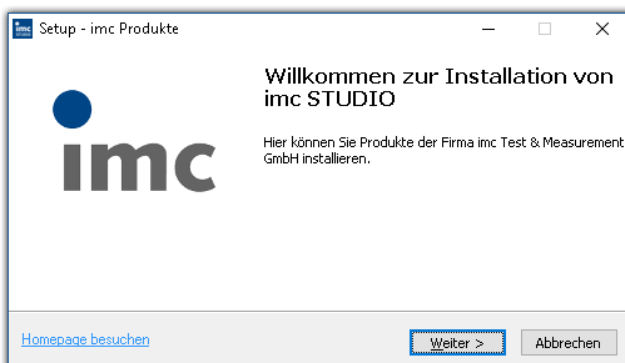 imc
STUDIO
Setup - imc Produkte
Willkommen zur Installation von
imc STUDIO
imc
Hier können Sie Produkte der Firma imc Test & Measurement
GmbH installieren.
Homepage besuchen
Weiter >
Abbrechen